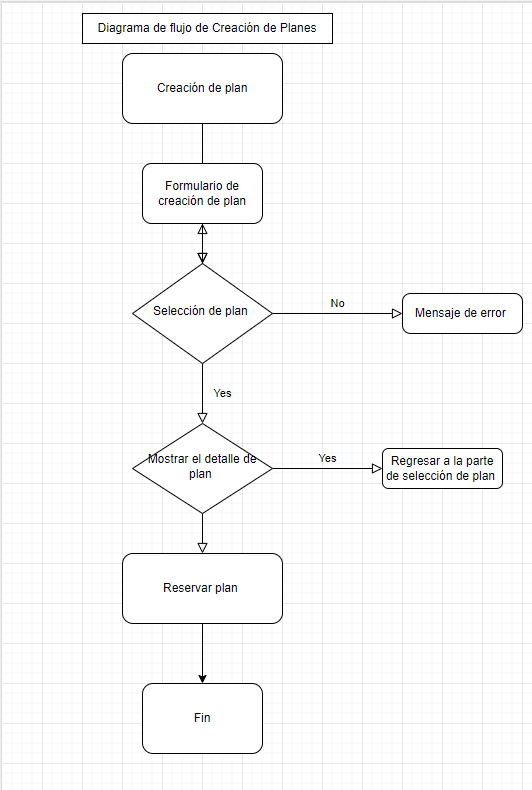 Diagrama de flujo de Creación de Planes
Creación de plan
Formulario de
creación de plan
Selección de plan
No
Mensaje de error
Yes
Mostrar el detalle de
plan
Yes
Regresar a la parte
de selección de plan
Reservar plan
Fin